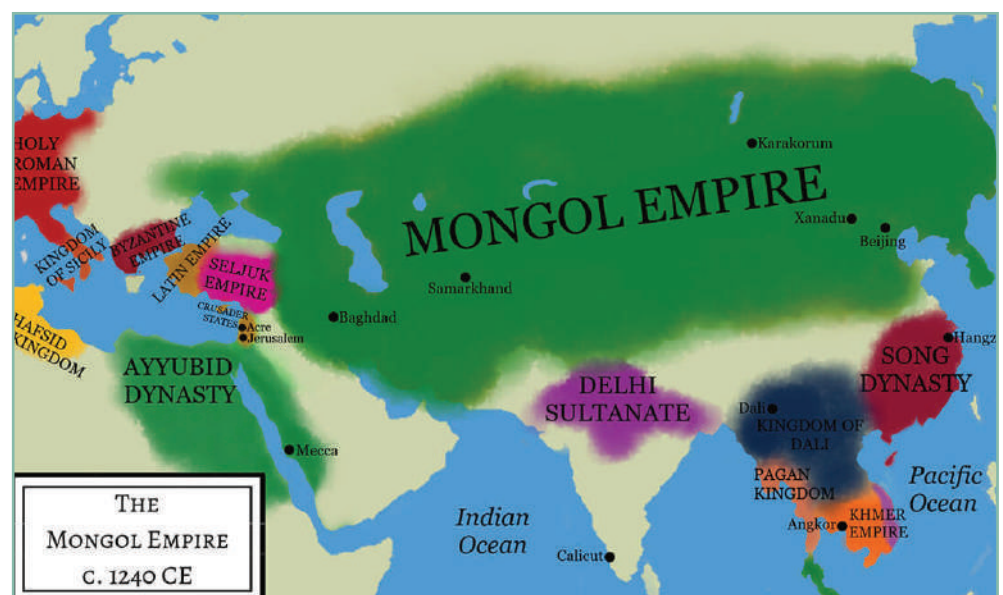 HOLY
ROMAN
EMPIRE
KINGDOM
OF SICILY
BYZANTINE
EMPIRE
LATIN EMPIRE
SELJUK
EMPIRE
CRUSADER
STATES
Acre
Jerusalem
HAFSID
KINGDOM
AYYUBID
DYNASTY
Mecca
MONGOL EMPIRE
Karakorum
Xanadu
Beijing
Samarkhand
Baghdad
DELHI
SULTANATE
SONG
DYNASTY
Hangz
Dali
KINGDOM OF
DALI
PAGAN
KINGDOM
Angkor
KHMER
EMPIRE
Pacific
Ocean
Indian
Ocean
Calicut
THE
MONGOL EMPIRE
C. 1240 CE